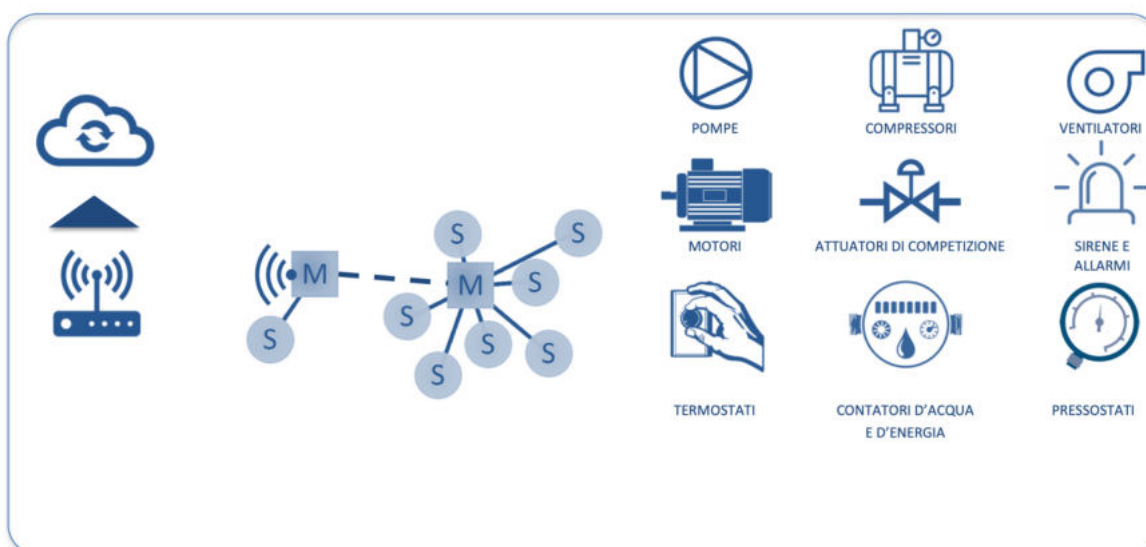 POMPE
COMPRESSORI
VENTILATORI
MOTORI
ATTUATORI DI COMPETIZIONE
SIRENE E
ALLARMI
S
S
M
M
S
S
S
S
S
S
TERMOSTATI
CONTATORI D'ACQUA
E D'ENERGIA
PRESSOSTATI